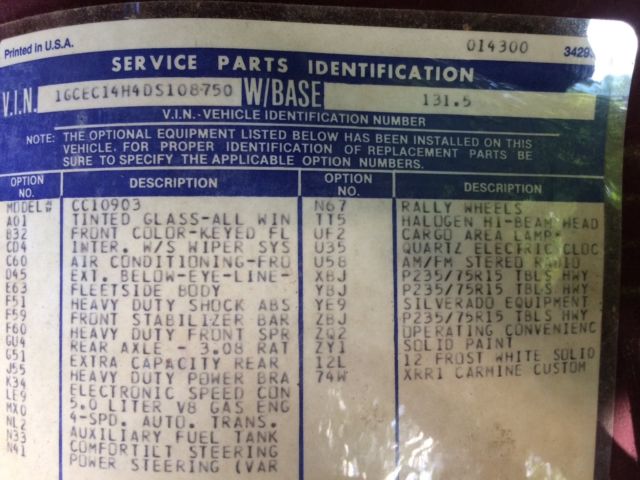 Printed in U.S.A.
014300
3429
SERVICE PARTS IDENTIFICATION
V.I.N. 1GCEC14H4DS108750 W/BASE 131.5
V.I.N.-VEHICLE IDENTIFICATION NUMBER
NOTE: THE OPTIONAL EQUIPMENT LISTED BELOW HAS BEEN INSTALLED ON THIS
VEHICLE. FOR PROPER IDENTIFICATION OF REPLACEMENT PARTS BE
SURE TO SPECIFY THE APPLICABLE OPTION NUMBERS.
OPTION
NO.
DESCRIPTION
MODEL# CC10903
A01 TINTED GLASS-ALL WIN
B32 FRONT COLOR-KEYED FL
CD4 INTER. W/S WIPER SYS
C60 AIR CONDITIONING-FRO
D45 EXT. BELOW-EYE-LINE-
E63 FLEETSIDE BODY
F51 HEAVY DUTY SHOCK ABS
F59 FRONT STABILIZER BAR
F60 HEAVY DUTY FRONT SPR
GU4 REAR AXLE - 3.08 RAT
G51 EXTRA CAPACITY REAR
J55 HEAVY DUTY POWER BRA
K34 ELECTRONIC SPEED CON
LE9 5.0 LITER V8 GAS ENG
MX0 4-SPD. AUTO. TRANS.
NL2 AUXILIARY FUEL TANK
N33 COMFORTILT STEERING
N41 POWER STEERING (VAR
OPTION
NO.
DESCRIPTION
N67 RALLY WHEELS
TT5 HALOGEN HI-BEAM HEAD
UF2 CARGO AREA LAMP-
U35 QUARTZ ELECTRIC CLOC
U58 AM/FM STEREO RADIO
XBJ P235/75R15 TBLS HWY
YBJ P235/75R15 TBLS HWY
YE9 SILVERADO EQUIPMENT
ZBJ P235/75R15 TBLS HWY
ZQ2 OPERATING CONVENIENC
ZY1 SOLID PAINT
12L 12 FROST WHITE SOLID
74W XRR1 CARMINE CUSTOM